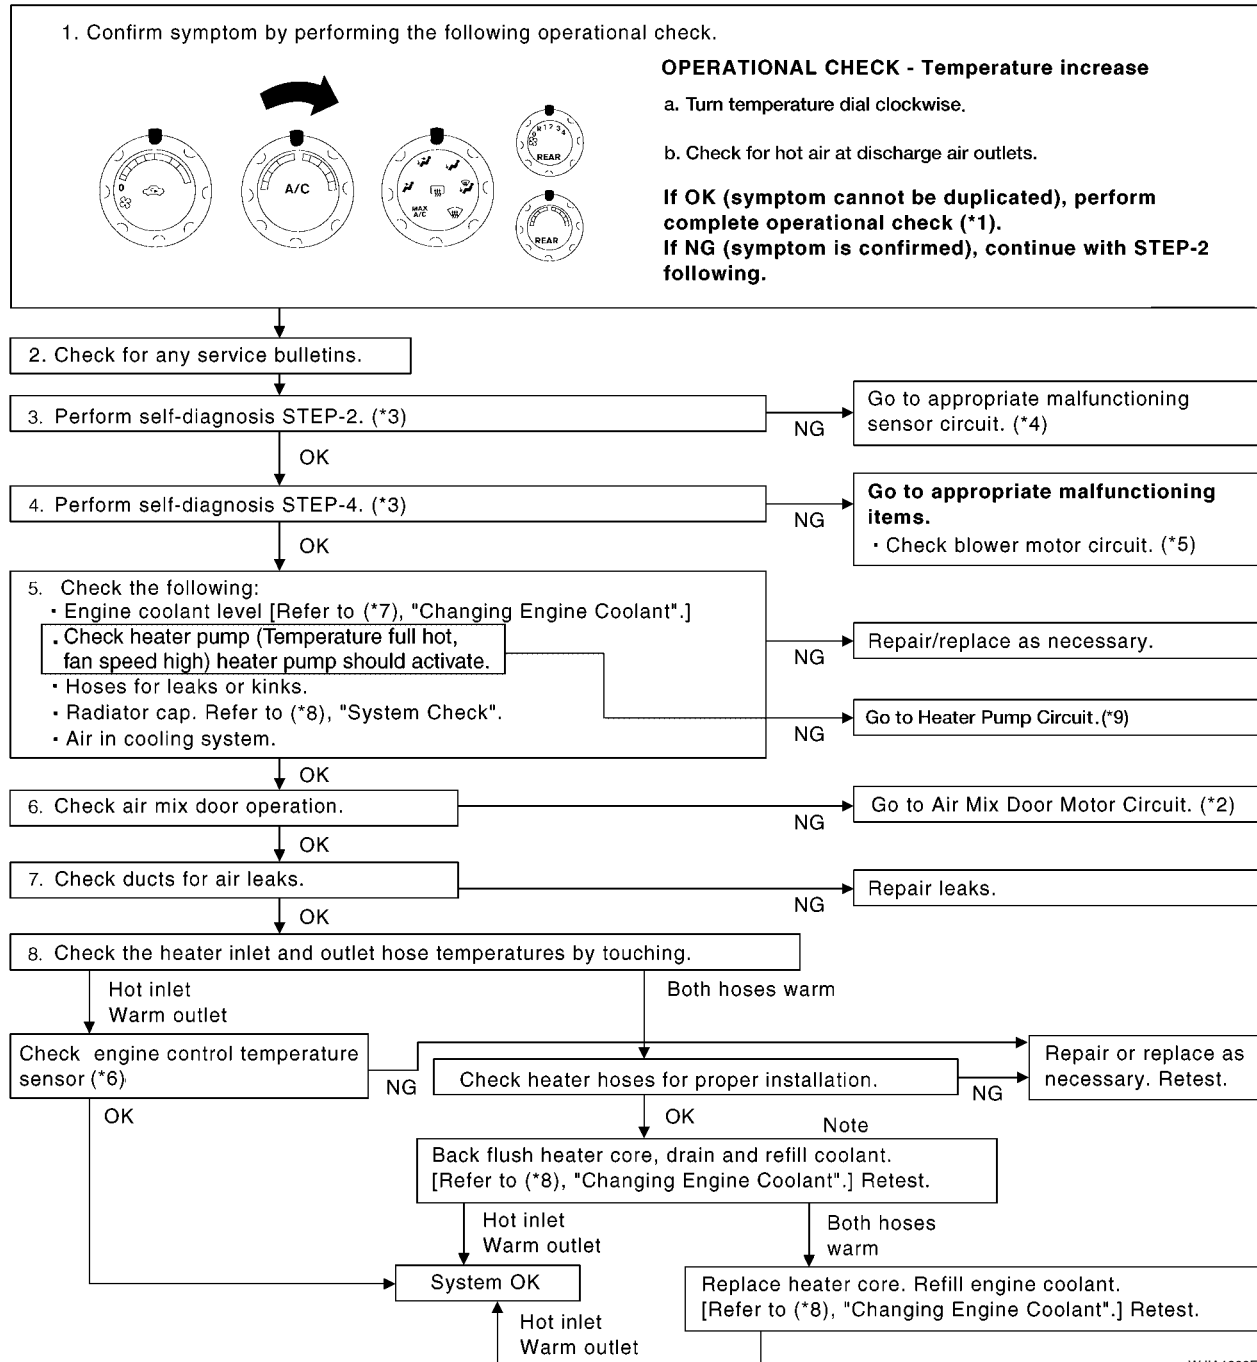 1. Confirm symptom by performing the following operational check.
OPERATIONAL CHECK - Temperature increase
a. Turn temperature dial clockwise.
b. Check for hot air at discharge air outlets.
If OK (symptom cannot be duplicated), perform
complete operational check (*1).
If NG (symptom is confirmed), continue with STEP-2
following.
0
A/C
MAX
A/C
0 R 1 2 3 4
REAR
REAR
2. Check for any service bulletins.
3. Perform self-diagnosis STEP-2. (*3)
NG
Go to appropriate malfunctioning
sensor circuit. (*4)
OK
4. Perform self-diagnosis STEP-4. (*3)
NG
Go to appropriate malfunctioning
items.
· Check blower motor circuit. (*5)
OK
5. Check the following:
· Engine coolant level [Refer to (*7), "Changing Engine Coolant".]
. Check heater pump (Temperature full hot,
fan speed high) heater pump should activate.
· Hoses for leaks or kinks.
· Radiator cap. Refer to (*8), "System Check".
· Air in cooling system.
NG
Repair/replace as necessary.
NG
Go to Heater Pump Circuit.(*9)
OK
6. Check air mix door operation.
NG
Go to Air Mix Door Motor Circuit. (*2)
OK
7. Check ducts for air leaks.
NG
Repair leaks.
OK
8. Check the heater inlet and outlet hose temperatures by touching.
Hot inlet
Warm outlet
Both hoses warm
Check engine control temperature
sensor (*6)
NG
OK
Check heater hoses for proper installation.
NG
Repair or replace as
necessary. Retest.
OK
Note
Back flush heater core, drain and refill coolant.
[Refer to (*8), "Changing Engine Coolant".] Retest.
Hot inlet
Warm outlet
Both hoses
warm
System OK
Replace heater core. Refill engine coolant.
[Refer to (*8), "Changing Engine Coolant".] Retest.
Hot inlet
Warm outlet